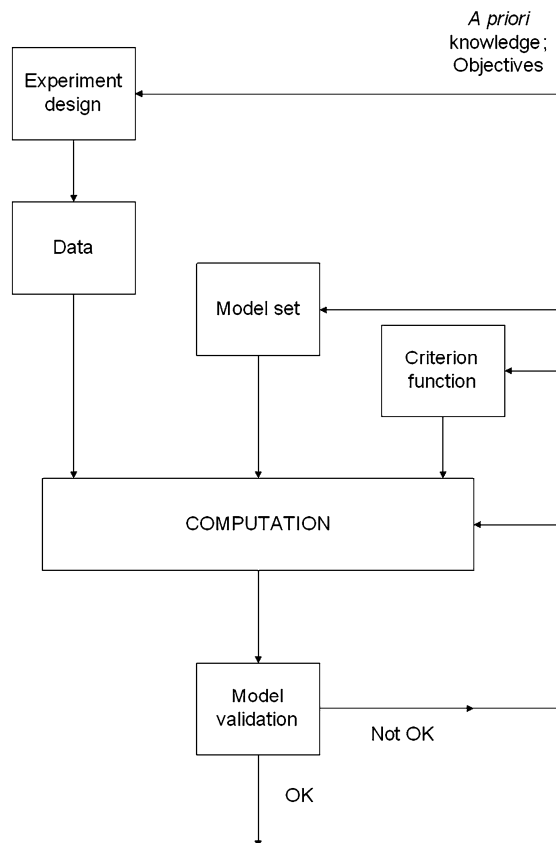 A priori
knowledge;
Objectives
Experiment
design
Data
Model set
Criterion
function
COMPUTATION
Model
validation
Not OK
OK